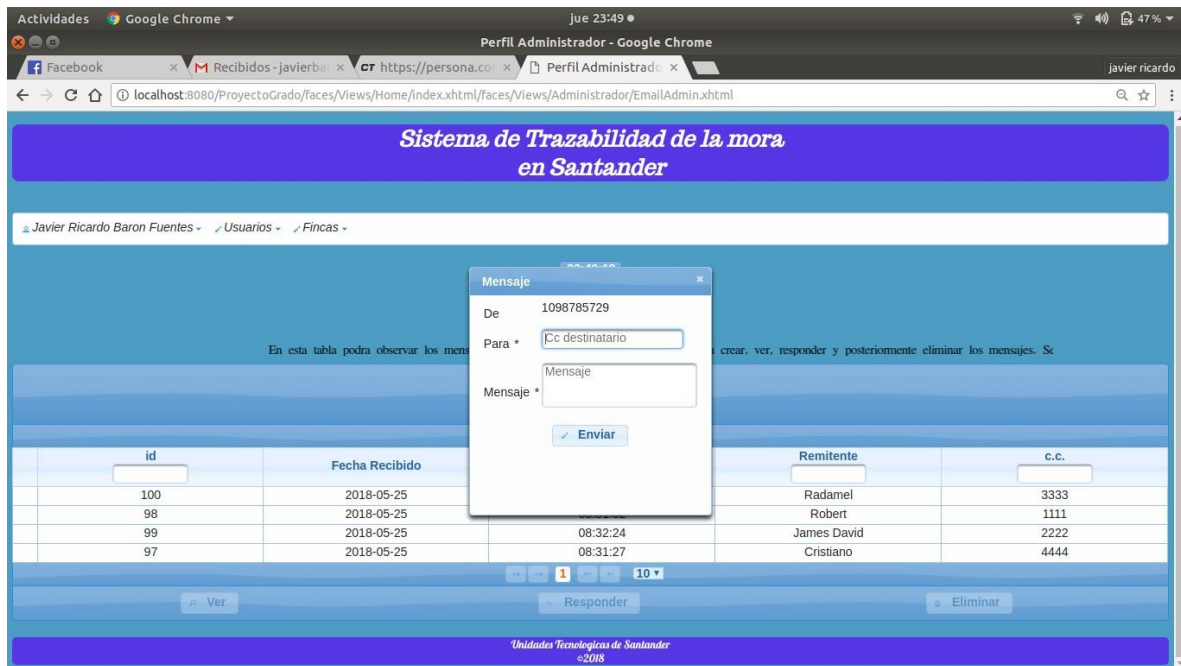 Actividades Google Chrome jue 23:49 47 %
Perfil Administrador - Google Chrome
Facebook Recibidos - javierba CT https://persona.co Perfil Administrado javier ricardo
localhost:8080/ProyectoGrado/faces/Views/Home/index.xhtml/faces/Views/Administrador/EmailAdmin.xhtml
Sistema de Trazabilidad de la mora
en Santander
Javier Ricardo Baron Fuentes Usuarios Fincas
Mensaje
De 1098785729
Para * Cc destinatario
En esta tabla podra observar los mens crear, ver, responder y posteriormente eliminar los mensajes. Se
Mensaje * Mensaje
Enviar
id Fecha Recibido Remitente c.c.
100 2018-05-25 Radamel 3333
98 2018-05-25 Robert 1111
99 2018-05-25 08:32:24 James David 2222
97 2018-05-25 08:31:27 Cristiano 4444
1 10
Ver Responder Eliminar
Unidades Tecnologicas de Santander
©2018